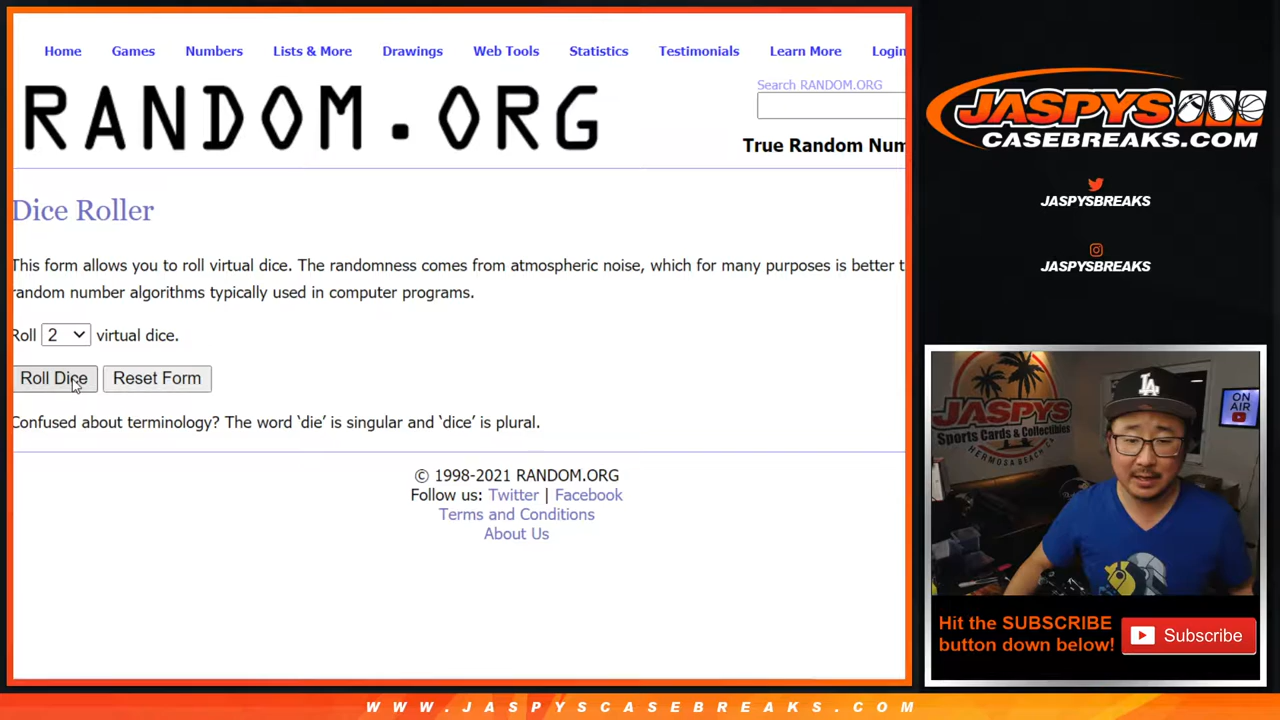 Home Games Numbers Lists & More Drawings Web Tools Statistics Testimonials Learn More Login
RANDOM.ORG
Search RANDOM.ORG
True Random Num
Dice Roller
This form allows you to roll virtual dice. The randomness comes from atmospheric noise, which for many purposes is better t
random number algorithms typically used in computer programs.
Roll 2 virtual dice.
Roll Dice Reset Form
Confused about terminology? The word ‘die’ is singular and ‘dice’ is plural.
© 1998-2021 RANDOM.ORG
Follow us: Twitter | Facebook
Terms and Conditions
About Us
JASPYS
CASEBREAKS.COM
JASPYSBREAKS
JASPYSBREAKS
JASPYS
Sports Cards & Collectibles
HERMOSA BEACH CA
LA
ON
AIR
Hit the SUBSCRIBE
button down below!
Subscribe
WWW.JASPYSCASEBREAKS.COM